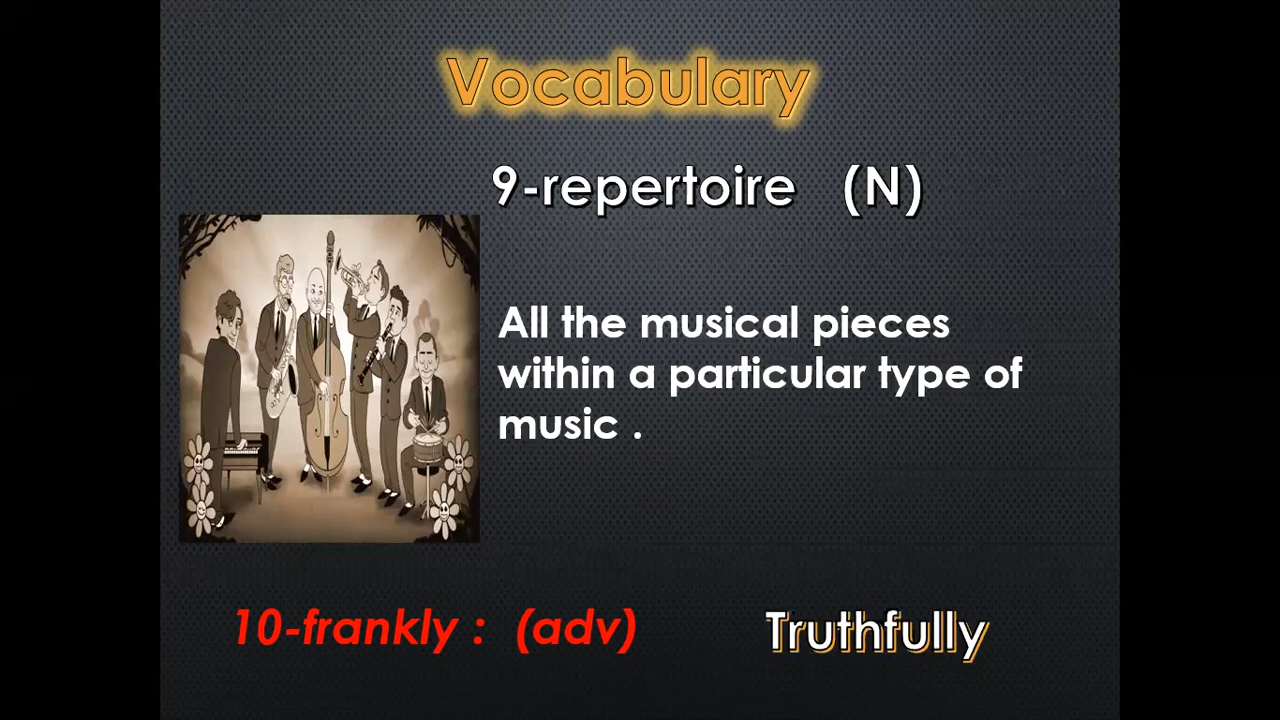 Vocabulary
9-repertoire (N)
All the musical pieces
within a particular type of
music .
10-frankly : (adv) Truthfully